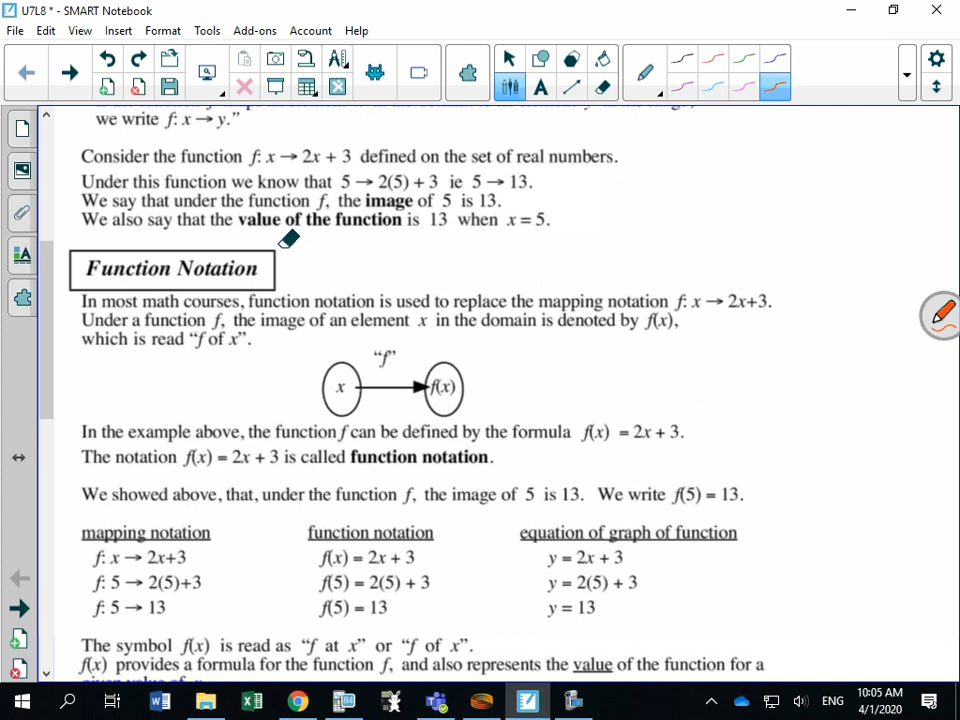 U7L8 * - SMART Notebook
File Edit View Insert Format Tools Add-ons Account Help
we write f: x → y.”
Consider the function f: x → 2x + 3 defined on the set of real numbers.
Under this function we know that 5 → 2(5) + 3 ie 5 → 13.
We say that under the function f, the image of 5 is 13.
We also say that the value of the function is 13 when x = 5.
Function Notation
In most math courses, function notation is used to replace the mapping notation f: x → 2x+3.
Under a function f, the image of an element x in the domain is denoted by f(x),
which is read “f of x”.
“f”
x f(x)
In the example above, the function f can be defined by the formula f(x) = 2x + 3.
The notation f(x) = 2x + 3 is called function notation.
We showed above, that, under the function f, the image of 5 is 13. We write f(5) = 13.
mapping notation function notation equation of graph of function
f: x → 2x+3 f(x) = 2x + 3 y = 2x + 3
f: 5 → 2(5)+3 f(5) = 2(5) + 3 y = 2(5) + 3
f: 5 → 13 f(5) = 13 y = 13
The symbol f(x) is read as “f at x” or “f of x”.
f(x) provides a formula for the function f, and also represents the value of the function for a
ENG
10:05 AM
4/1/2020